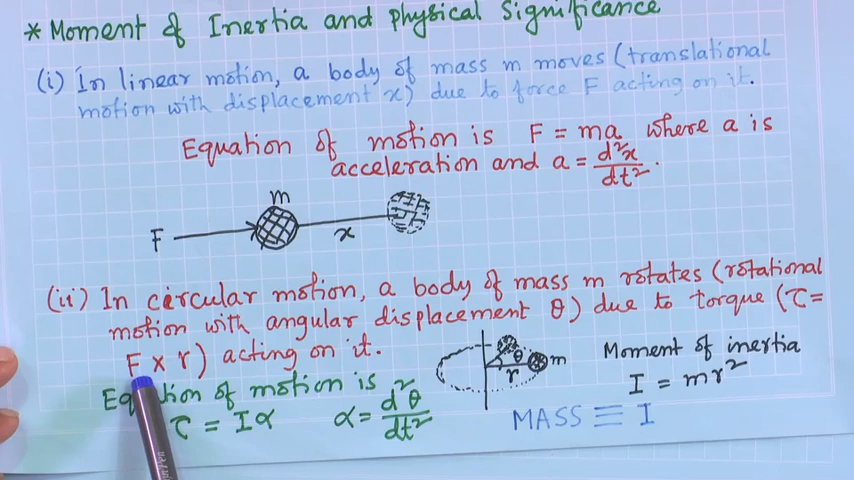 * Moment of Inertia and physical significance
(i) In linear motion, a body of mass m moves (translational
motion with displacement x) due to force F acting on it.
Equation of motion is F = ma where a is
acceleration and a = d²x/dt².
m
F
x
(ii) In circular motion, a body of mass m rotates (rotational
motion with angular displacement θ) due to torque (τ =
F × r) acting on it.
Equation of motion is
τ = Iα α = d²θ/dt²
θ
m
r
Moment of inertia
I = mr²
MASS ≡ I